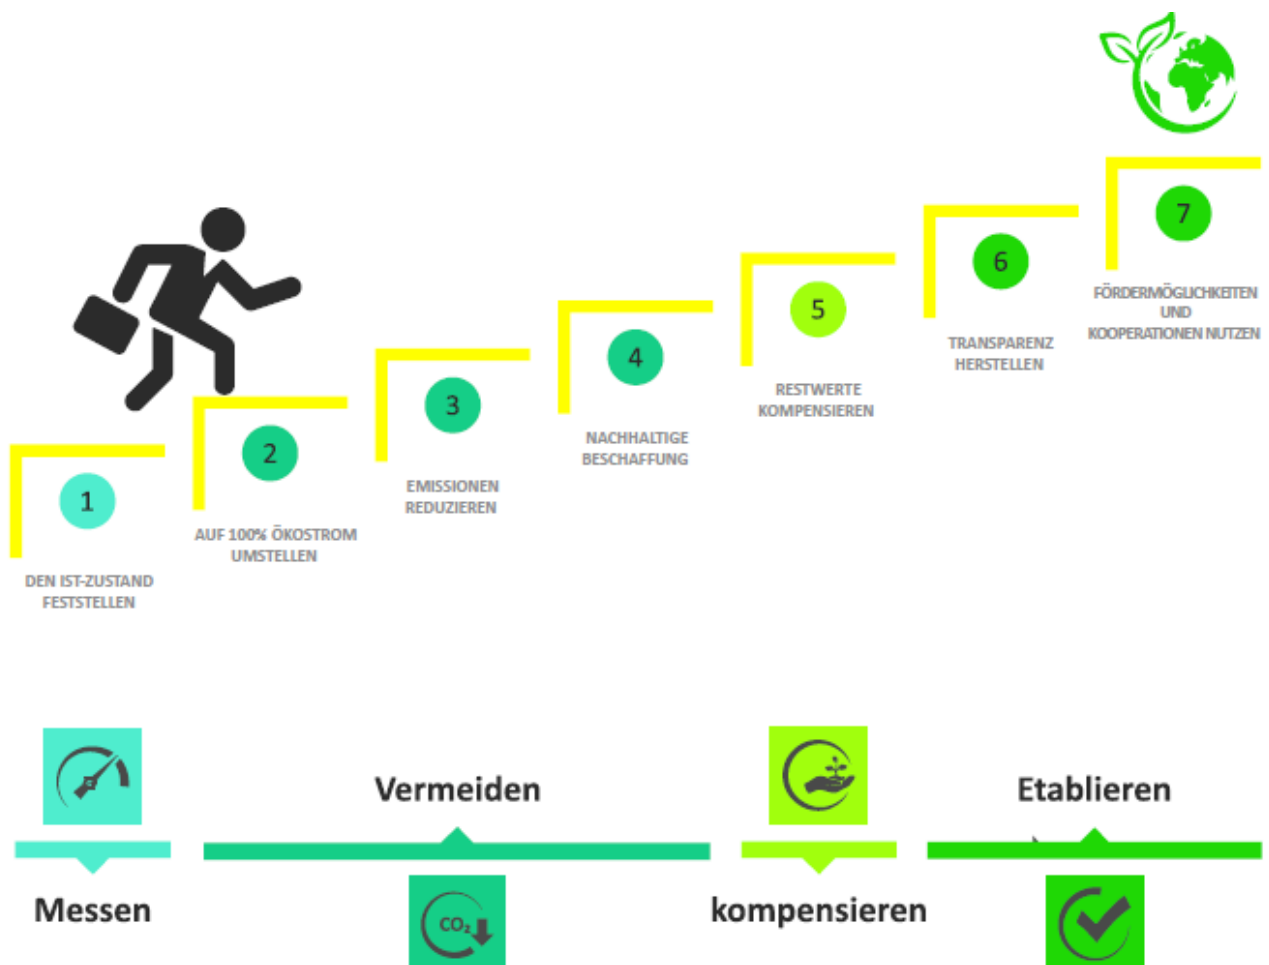 1
DEN IST-ZUSTAND
FESTSTELLEN
2
AUF 100% ÖKOSTROM
UMSTELLEN
3
EMISSIONEN
REDUZIEREN
4
NACHHALTIGE
BESCHAFFUNG
5
RESTWERTE
KOMPENSIEREN
6
TRANSPARENZ
HERSTELLEN
7
FÖRDERMÖGLICHKEITEN
UND
KOOPERATIONEN NUTZEN
Messen
Vermeiden
CO₂
kompensieren
Etablieren